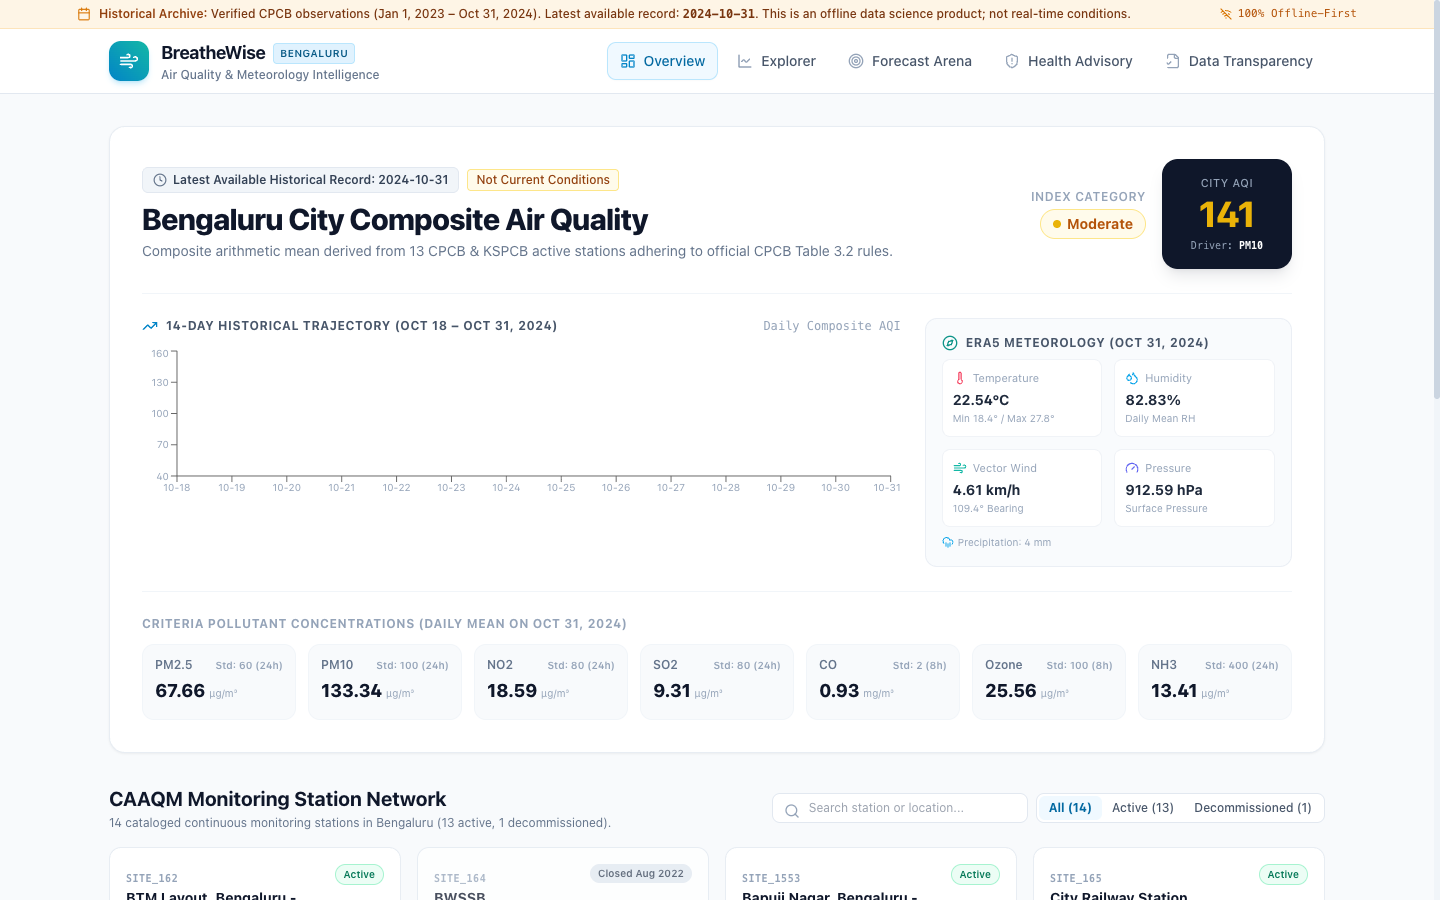 Historical Archive: Verified CPCB observations (Jan 1, 2023 – Oct 31, 2024). Latest available record: 2024-10-31. This is an offline data science product; not real-time conditions.
100% Offline-First
BreatheWise BENGALURU
Air Quality & Meteorology Intelligence
Overview
Explorer
Forecast Arena
Health Advisory
Data Transparency
Latest Available Historical Record: 2024-10-31
Not Current Conditions
Bengaluru City Composite Air Quality
Composite arithmetic mean derived from 13 CPCB & KSPCB active stations adhering to official CPCB Table 3.2 rules.
INDEX CATEGORY
Moderate
CITY AQI
141
Driver: PM10
14-DAY HISTORICAL TRAJECTORY (OCT 18 – OCT 31, 2024)
Daily Composite AQI
160
130
100
70
40
10-18 10-19 10-20 10-21 10-22 10-23 10-24 10-25 10-26 10-27 10-28 10-29 10-30 10-31
ERA5 METEOROLOGY (OCT 31, 2024)
Temperature
22.54°C
Min 18.4° / Max 27.8°
Humidity
82.83%
Daily Mean RH
Vector Wind
4.61 km/h
109.4° Bearing
Pressure
912.59 hPa
Surface Pressure
Precipitation: 4 mm
CRITERIA POLLUTANT CONCENTRATIONS (DAILY MEAN ON OCT 31, 2024)
PM2.5 Std: 60 (24h)
67.66 µg/m³
PM10 Std: 100 (24h)
133.34 µg/m³
NO2 Std: 80 (24h)
18.59 µg/m³
SO2 Std: 80 (24h)
9.31 µg/m³
CO Std: 2 (8h)
0.93 mg/m³
Ozone Std: 100 (8h)
25.56 µg/m³
NH3 Std: 400 (24h)
13.41 µg/m³
CAAQM Monitoring Station Network
14 cataloged continuous monitoring stations in Bengaluru (13 active, 1 decommissioned).
Search station or location...
All (14)
Active (13)
Decommissioned (1)
SITE_162 Active
BTM Layout, Bengaluru -
SITE_164 Closed Aug 2022
BWSSB
SITE_1553 Active
Bapuji Nagar, Bengaluru -
SITE_165 Active
City Railway Station